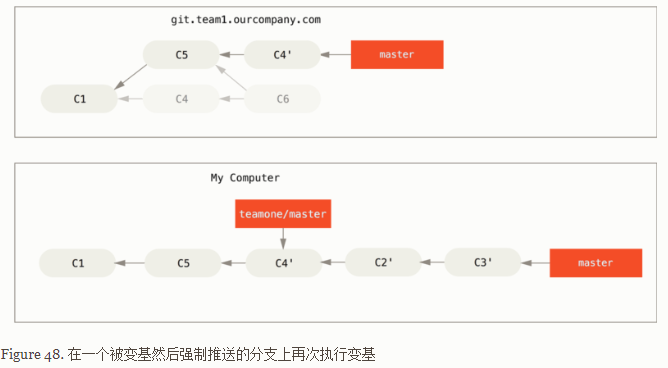 git.team1.ourcompany.com
C5 C4' master
C1 C4 C6
My Computer
teamone/master
C1 C5 C4' C2' C3' master
Figure 48. 在一个被变基然后强制推送的分支上再次执行变基